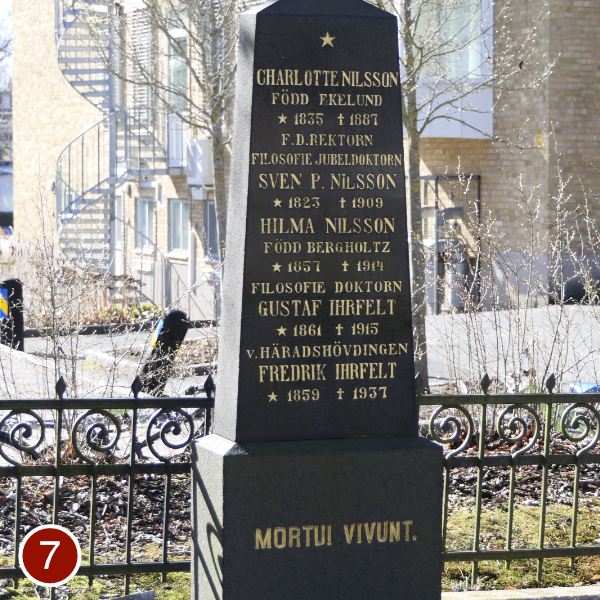 CHARLOTTE NILSSON
FÖDD EKELUND
★ 1835 ✝ 1887
F.D. REKTORN
FILOSOFIE JUBELDOKTORN
SVEN P. NILSSON
★ 1823 ✝ 1909
HILMA NILSSON
FÖDD BERGHOLTZ
★ 1857 ✝ 1914
FILOSOFIE DOKTORN
GUSTAF IHRFELT
★ 1861 ✝ 1915
V. HÄRADSHÖVDINGEN
FREDRIK IHRFELT
★ 1859 ✝ 1937
MORTUI VIVUNT.
7